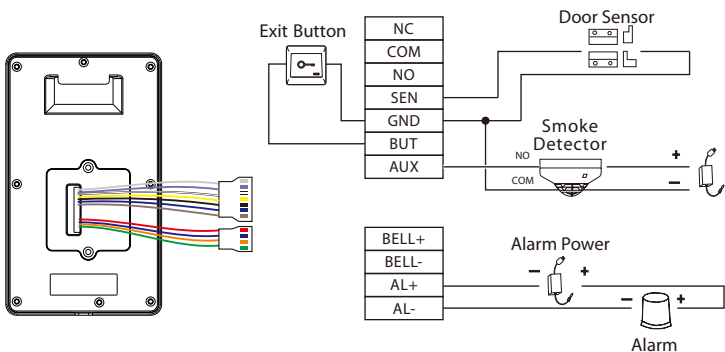 Exit Button
NC
COM
NO
SEN
GND
BUT
AUX
Door Sensor
Smoke
Detector
NO
COM
+
−
BELL+
BELL-
AL+
AL-
Alarm Power
− +
− +
Alarm